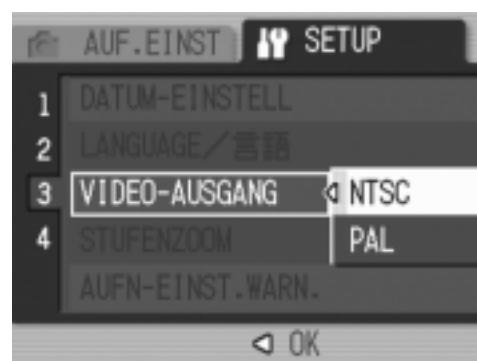 AUF.EINST SETUP
1 DATUM-EINSTELL
2 LANGUAGE/言語
3 VIDEO-AUSGANG NTSC
4 STUFENZOOM PAL
AUFN-EINST.WARN.
OK